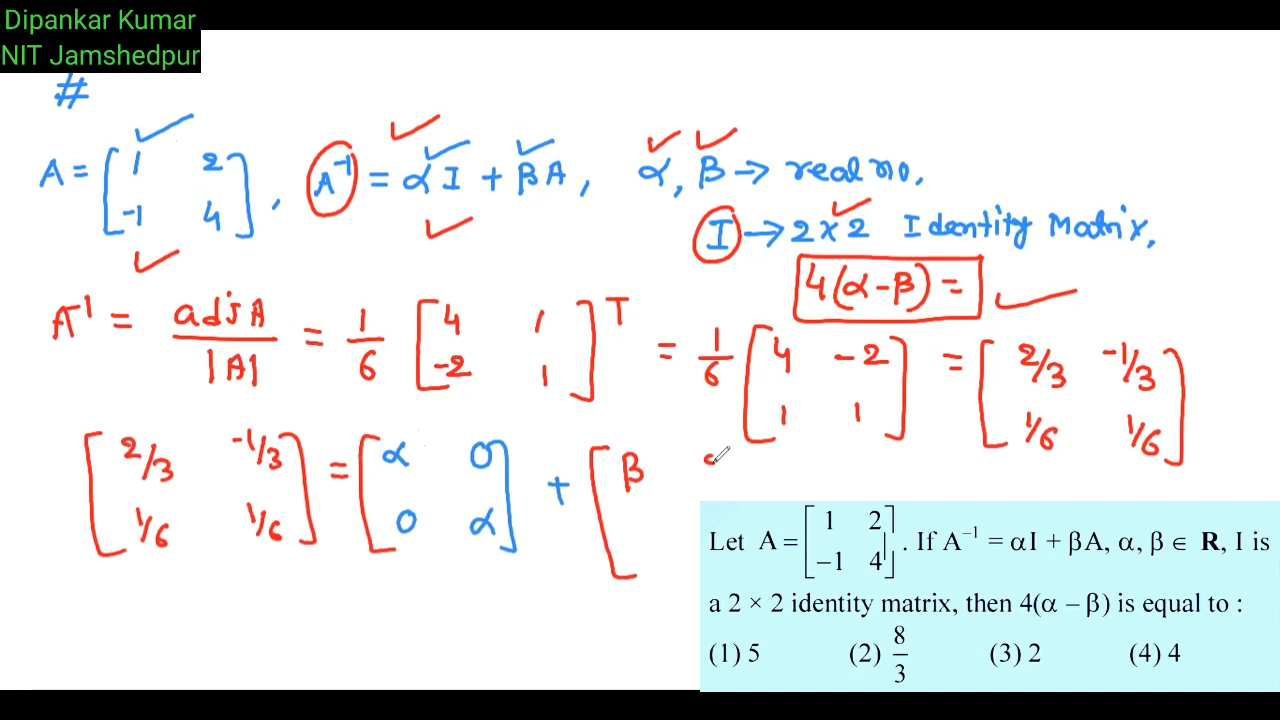 Dipankar Kumar
NIT Jamshedpur
#
A = [1 2; -1 4], A⁻¹ = αI + βA, α, β → real no.
I → 2×2 Identity Matrix,
4(α-β) =
A⁻¹ = adjA/|A| = 1/6 [4 1; -2 1]ᵀ = 1/6 [4 -2; 1 1] = [2/3 -1/3; 1/6 1/6]
[2/3 -1/3; 1/6 1/6] = [α 0; 0 α] + [β
Let A = [1 2; −1 4]. If A⁻¹ = αI + βA, α, β ∈ R, I is
a 2 × 2 identity matrix, then 4(α – β) is equal to :
(1) 5 (2) 8/3 (3) 2 (4) 4